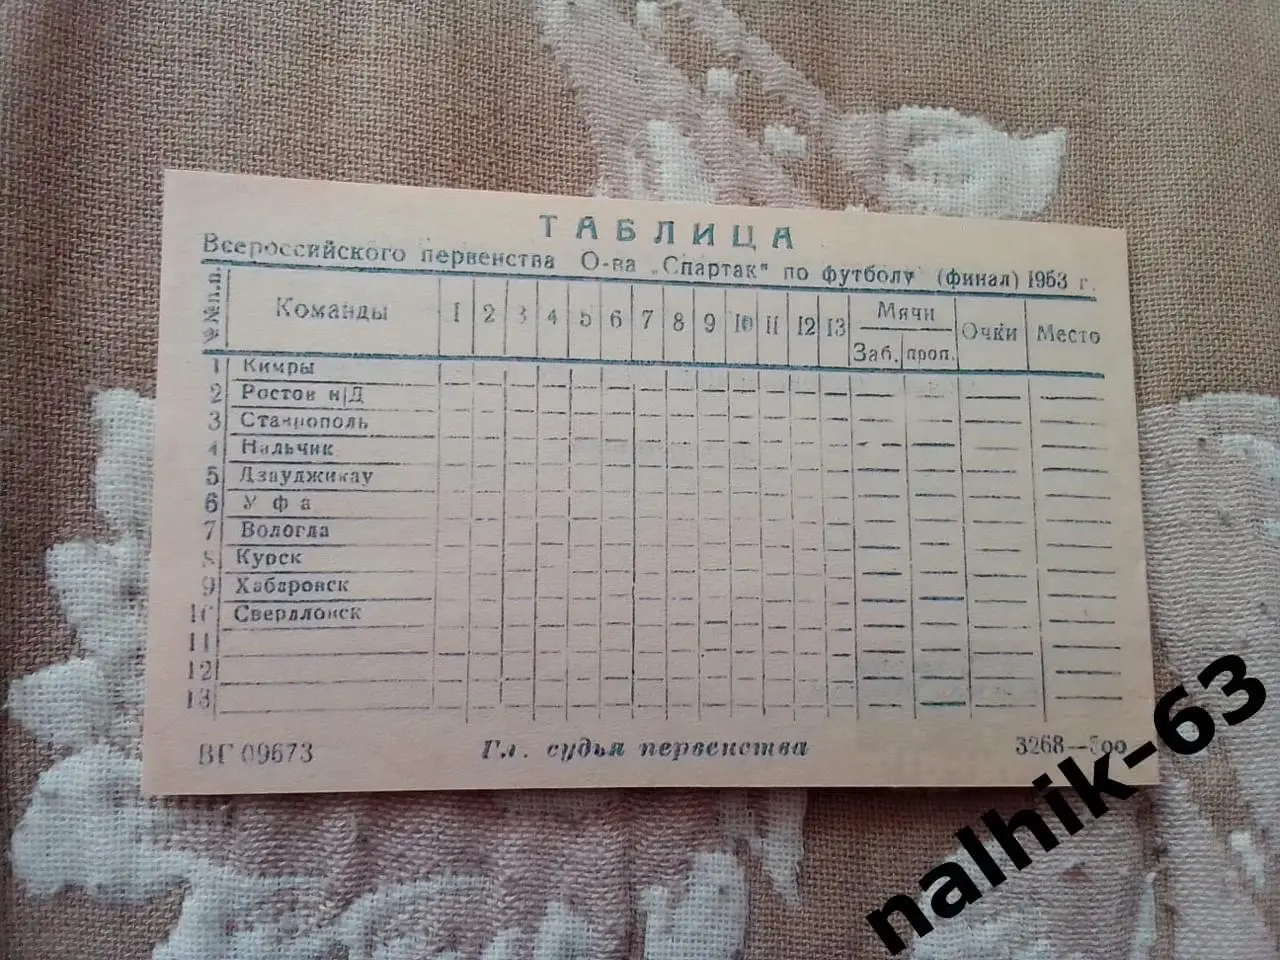 ТАБЛИЦА
Всероссийского первенства О-ва „Спартак" по футболу (финал) 1953 г.
№№ п.п. Команды 1 2 3 4 5 6 7 8 9 10 11 12 13 Мячи Очки Место
Заб. проп.
1 Кимры
2 Ростов н|Д
3 Ставрополь
4 Нальчик
5 Дзауджикау
6 Уфа
7 Вологда
8 Курск
9 Хабаровск
10 Свердловск
11
12
13
ВГ 09673 Гл. судья первенства 3268—500
nalhik-63